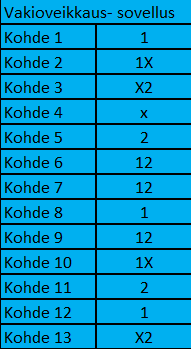 Vakioveikkaus- sovellus
Kohde 1 1
Kohde 2 1X
Kohde 3 X2
Kohde 4 x
Kohde 5 2
Kohde 6 12
Kohde 7 12
Kohde 8 1
Kohde 9 12
Kohde 10 1X
Kohde 11 2
Kohde 12 1
Kohde 13 X2